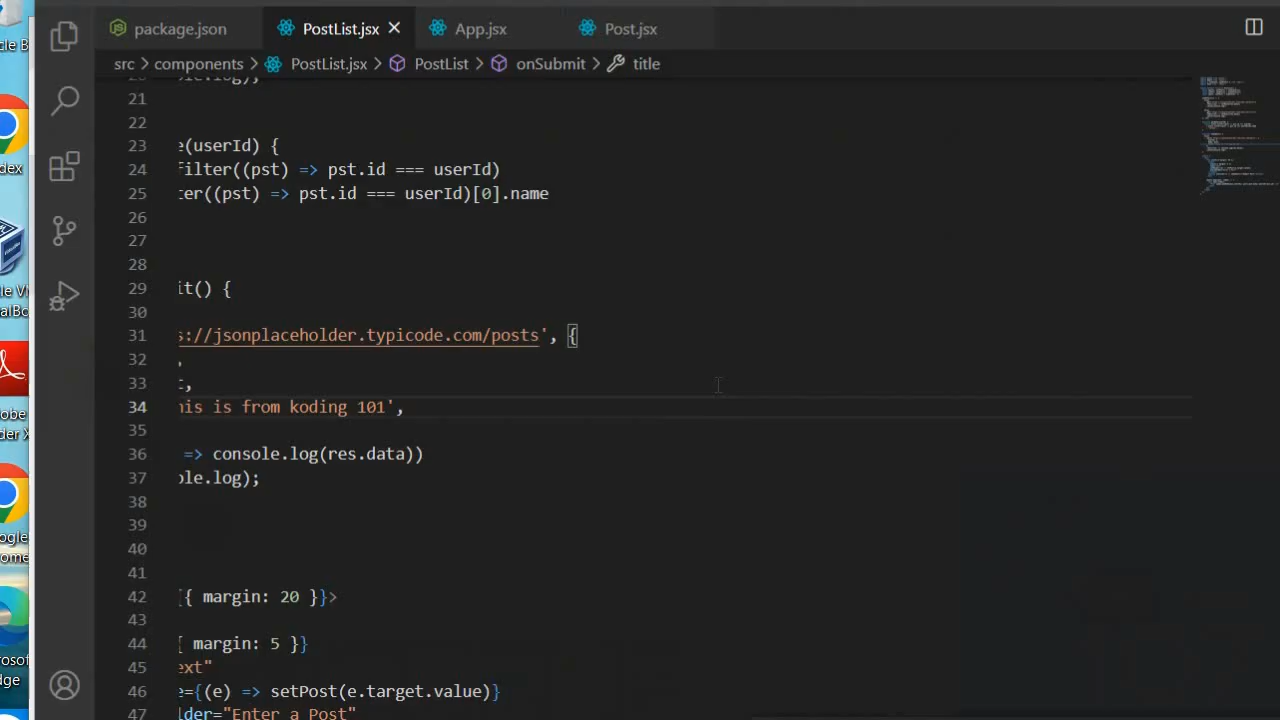 package.json PostList.jsx App.jsx Post.jsx
src > components > PostList.jsx > PostList > onSubmit > title
21
22
23 e(userId) {
24 filter((pst) => pst.id === userId)
25 ter((pst) => pst.id === userId)[0].name
26
27
28
29 it() {
30
31 s://jsonplaceholder.typicode.com/posts', {
32 ,
33 t,
34 his is from koding 101',
35
36 => console.log(res.data))
37 ole.log);
38
39
40
41
42 {{ margin: 20 }}>
43
44 { margin: 5 }}
45 ext"
46 e={(e) => setPost(e.target.value)}
47 lder="Enter a Post"